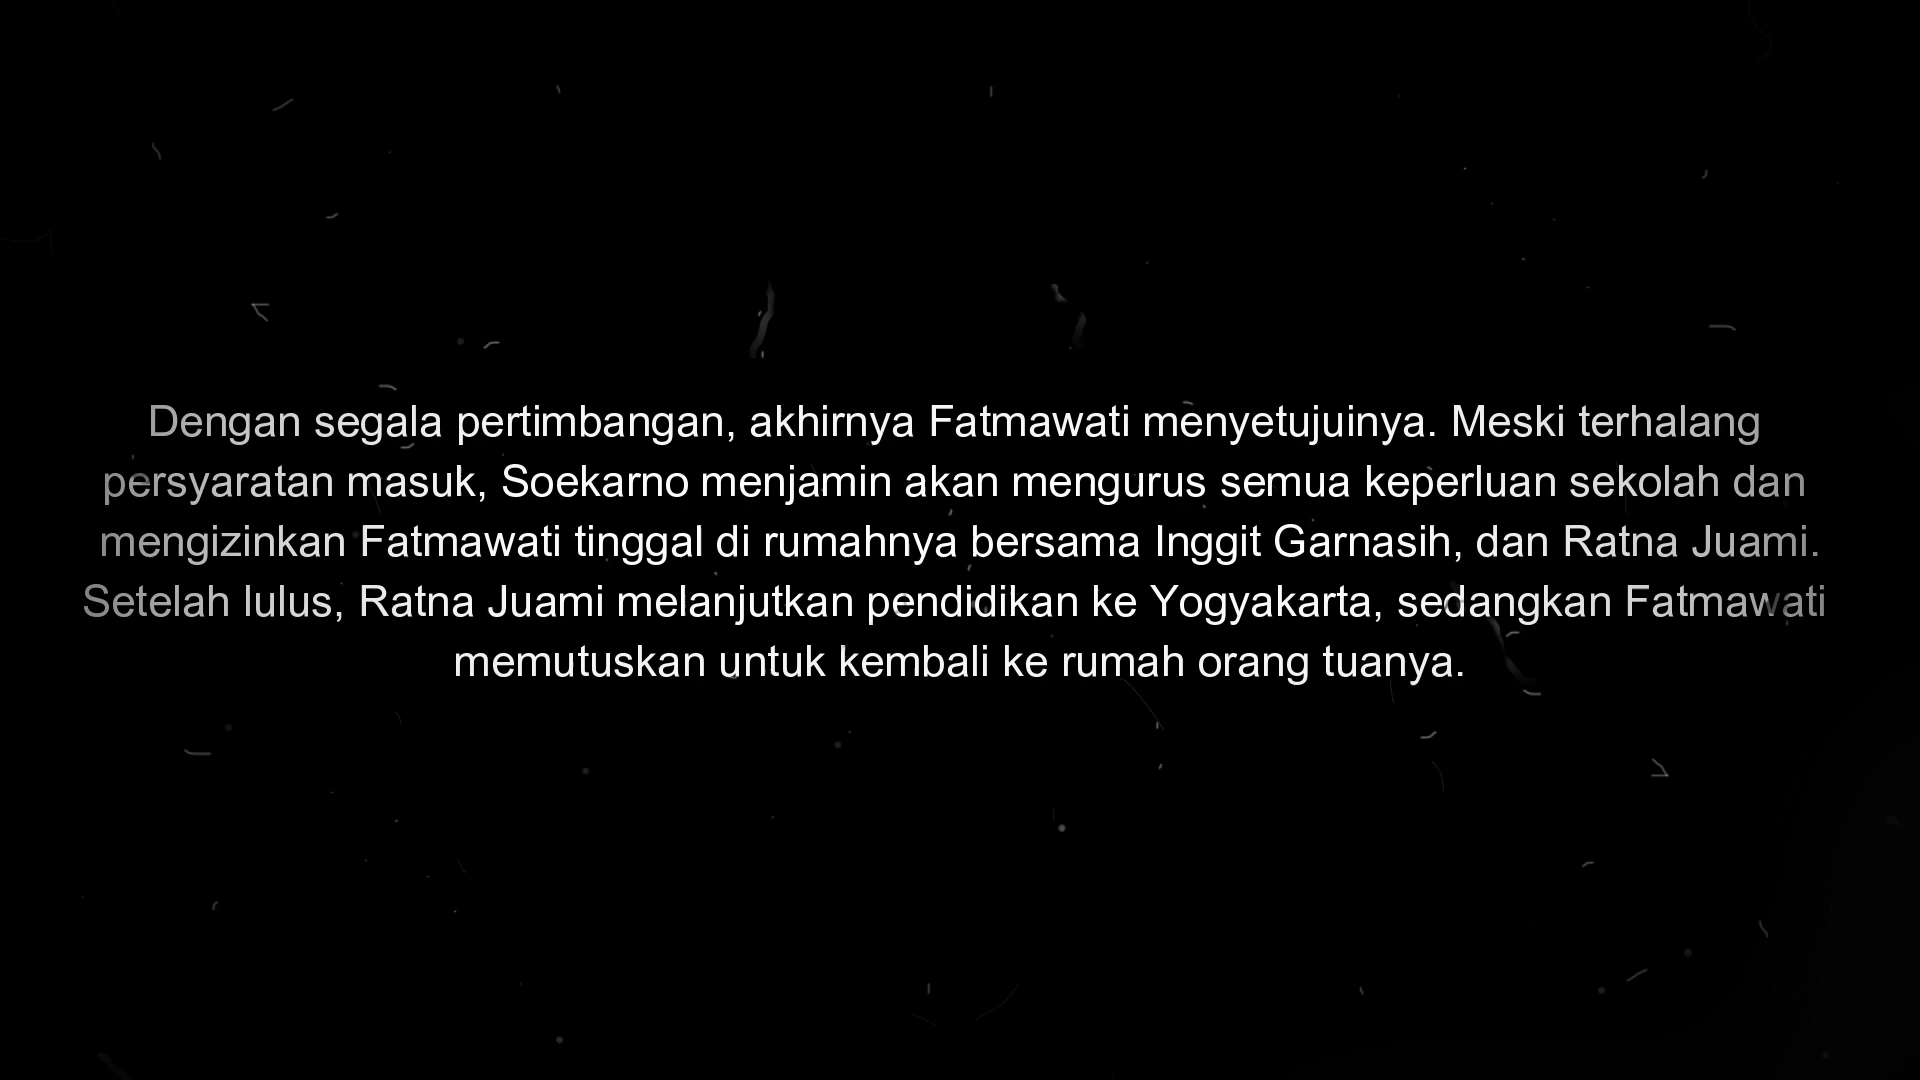 Dengan segala pertimbangan, akhirnya Fatmawati menyetujuinya. Meski terhalang
persyaratan masuk, Soekarno menjamin akan mengurus semua keperluan sekolah dan
mengizinkan Fatmawati tinggal di rumahnya bersama Inggit Garnasih, dan Ratna Juami.
Setelah lulus, Ratna Juami melanjutkan pendidikan ke Yogyakarta, sedangkan Fatmawati
memutuskan untuk kembali ke rumah orang tuanya.